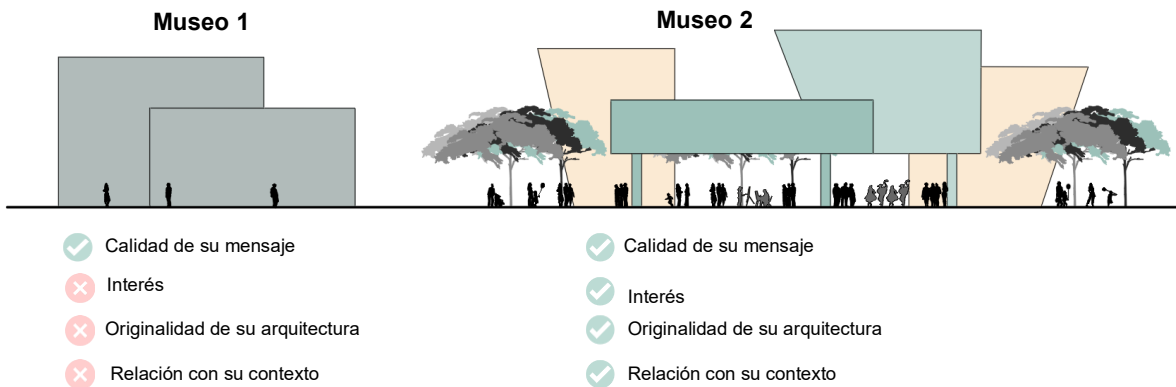 Museo 1
Calidad de su mensaje
Interés
Originalidad de su arquitectura
Relación con su contexto
Museo 2
Calidad de su mensaje
Interés
Originalidad de su arquitectura
Relación con su contexto